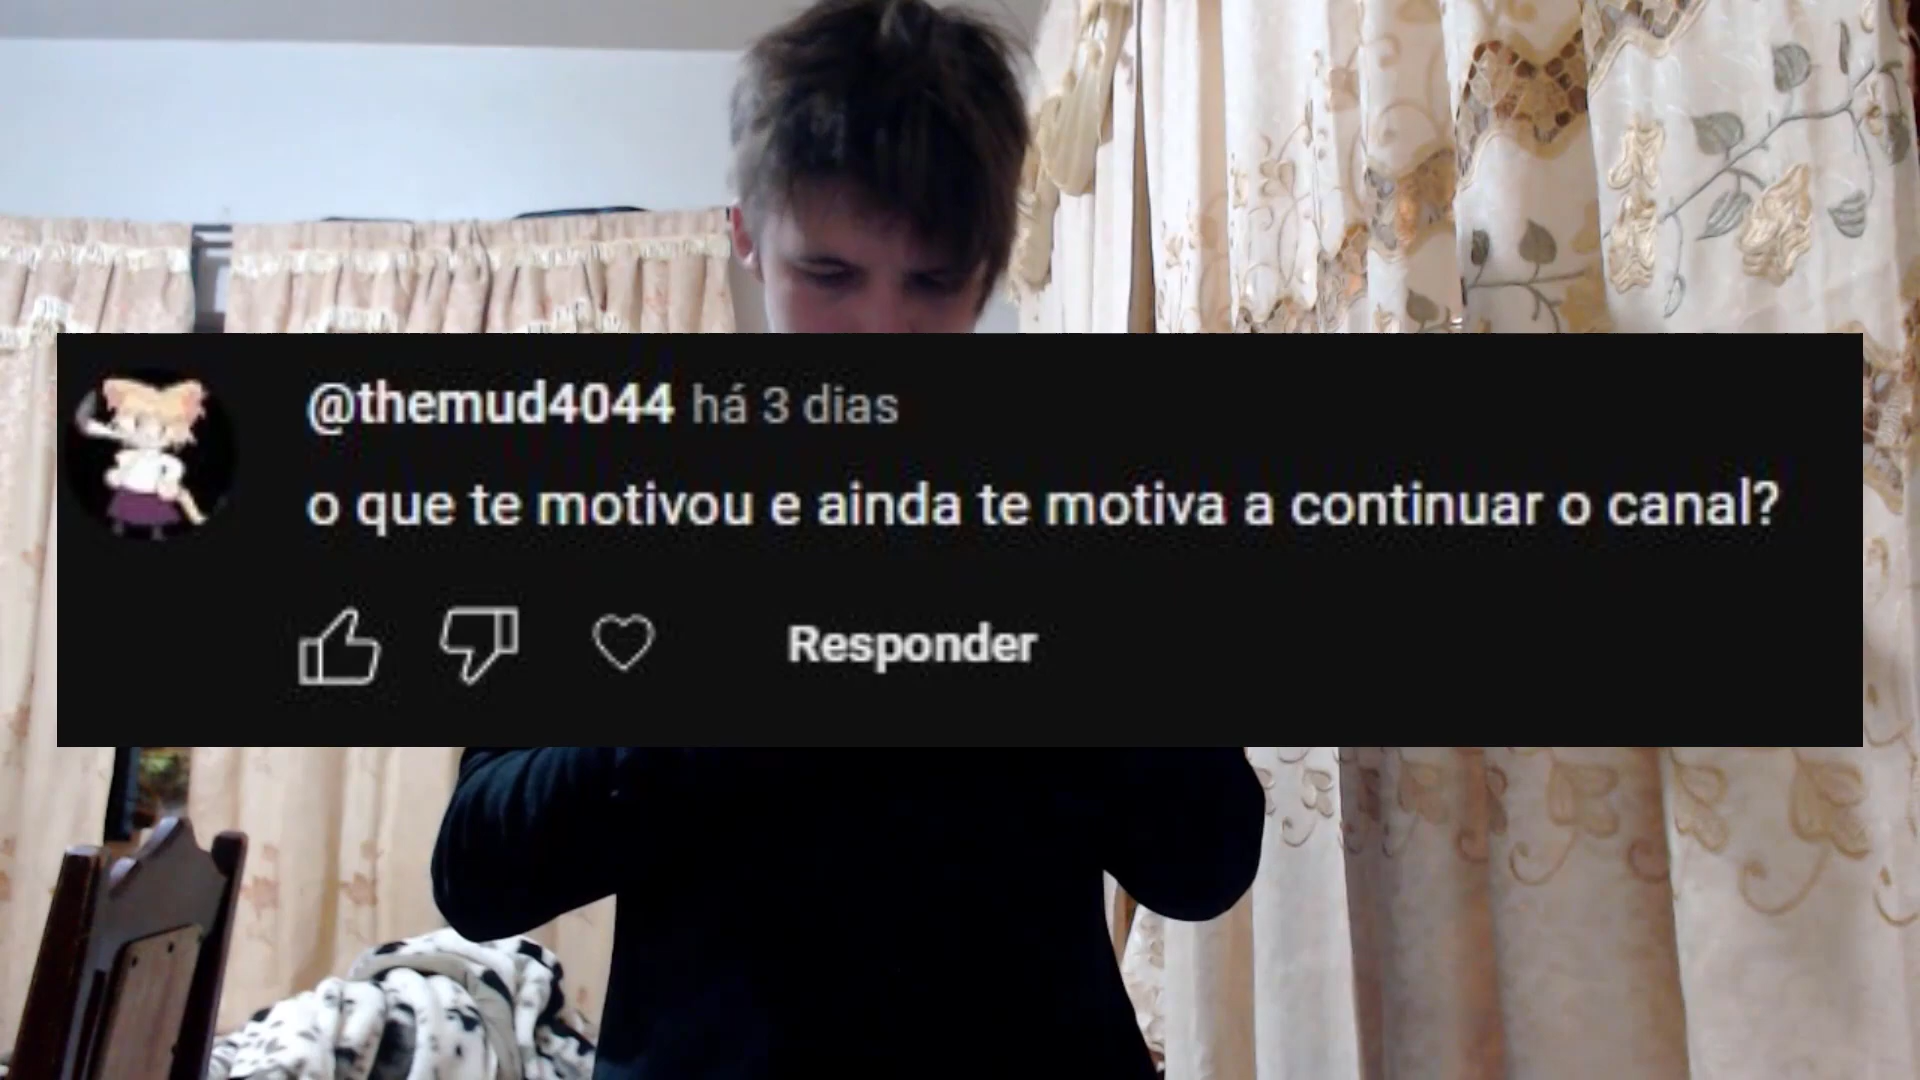 @themud4044 há 3 dias
o que te motivou e ainda te motiva a continuar o canal?
Responder